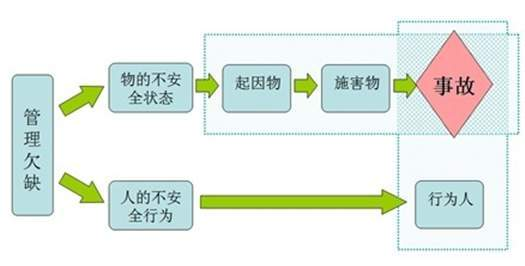 管理欠缺
物的不安
全状态
起因物
施害物
事故
人的不安
全行为
行为人